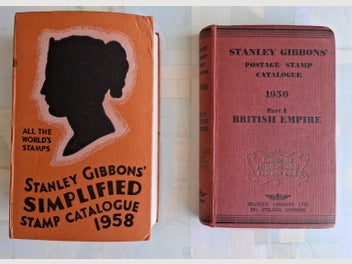 ALL THE
WORLD'S
STAMPS
STANLEY GIBBONS'
SIMPLIFIED
STAMP CATALOGUE
1958
STANLEY GIBBONS'
POSTAGE STAMP
CATALOGUE
1956
Part I
BRITISH EMPIRE
STANLEY GIBBONS LTD
391, STRAND, LONDON